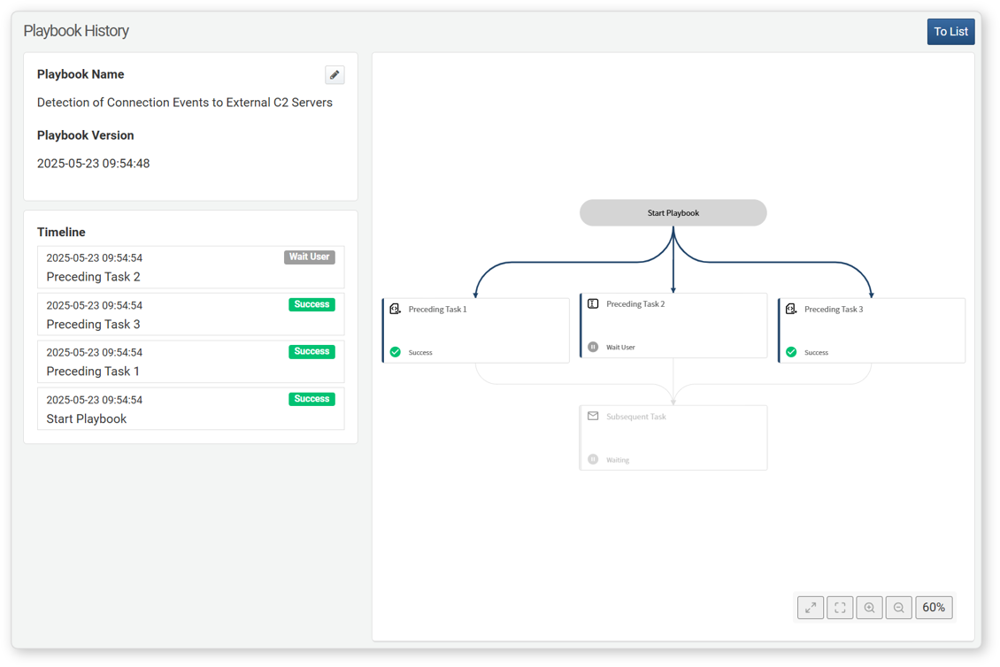 Playbook History
To List
Playbook Name
Detection of Connection Events to External C2 Servers
Playbook Version
2025-05-23 09:54:48
Timeline
2025-05-23 09:54:54
Wait User
Preceding Task 2
2025-05-23 09:54:54
Success
Preceding Task 3
2025-05-23 09:54:54
Success
Preceding Task 1
2025-05-23 09:54:54
Success
Start Playbook
Start Playbook
Preceding Task 1
Success
Preceding Task 2
Wait User
Preceding Task 3
Success
Subsequent Task
Waiting
60%